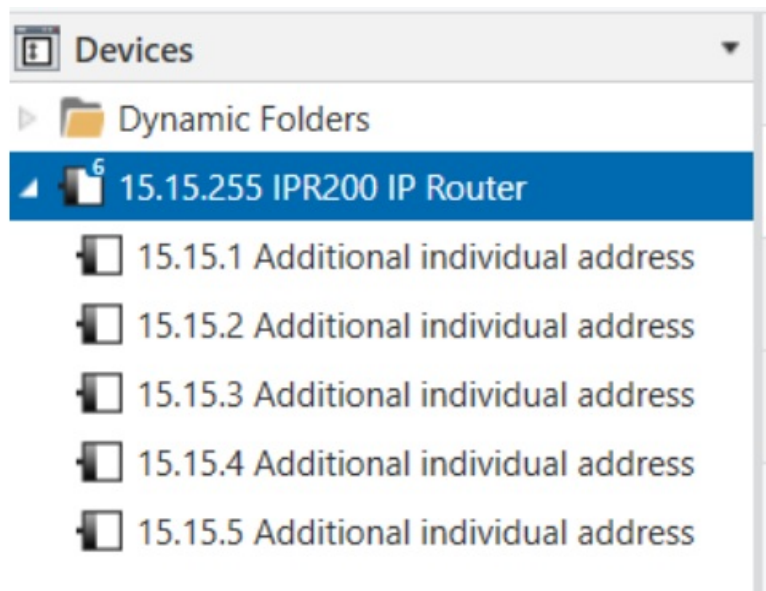 Devices
Dynamic Folders
6
15.15.255 IPR200 IP Router
15.15.1 Additional individual address
15.15.2 Additional individual address
15.15.3 Additional individual address
15.15.4 Additional individual address
15.15.5 Additional individual address